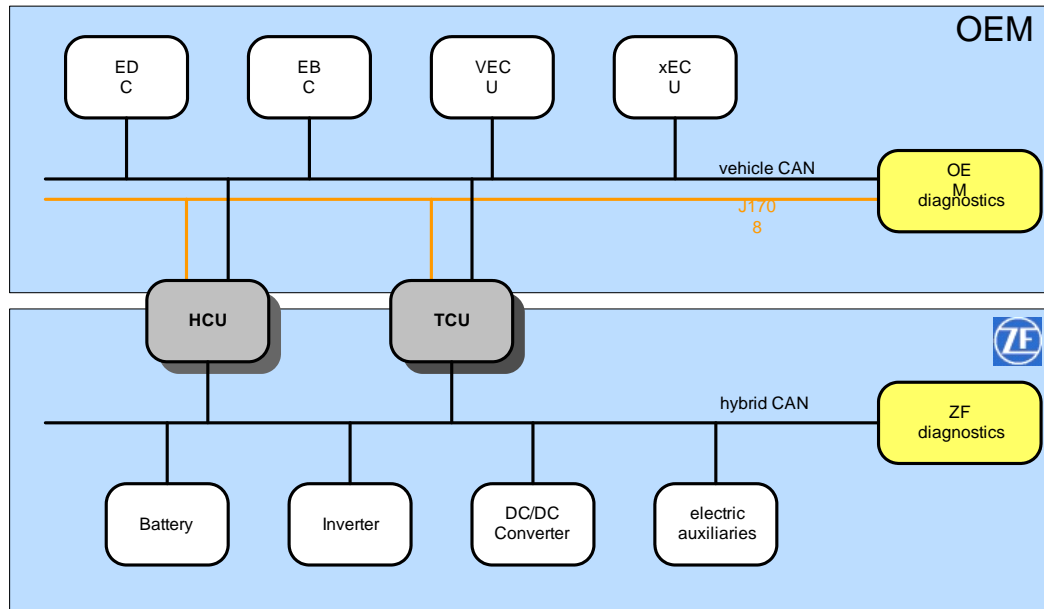 OEM
ED
C
EB
C
VEC
U
xEC
U
vehicle CAN
OE
M
diagnostics
J170
8
HCU
TCU
ZF
hybrid CAN
ZF
diagnostics
Battery
Inverter
DC/DC
Converter
electric
auxiliaries